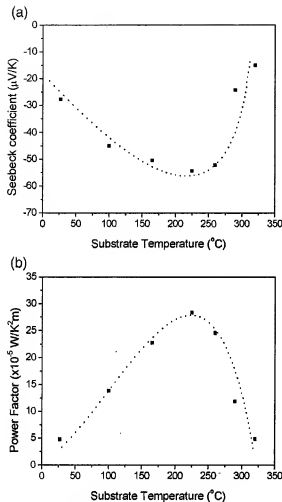 (a)
Seebeck coefficient (μV/K)
0
-10
-20
-30
-40
-50
-60
-70
0 50 100 150 200 250 300 350
Substrate Temperature (°C)
(b)
Power Factor (x10⁻⁵ W/K²m)
35
30
25
20
15
10
5
0
0 50 100 150 200 250 300 350
Substrate Temperature (°C)